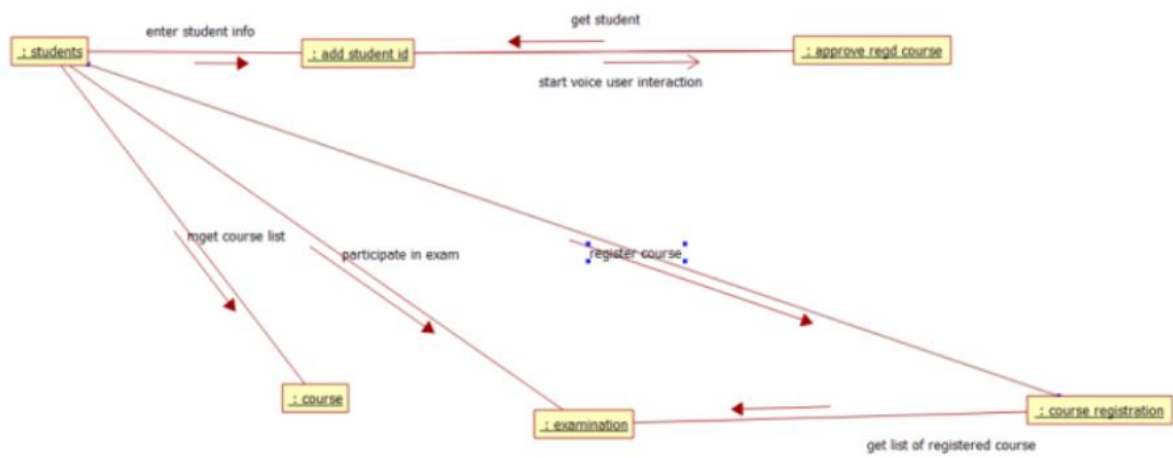 get student
enter student info
: students
: add student id
: approve regd course
start voice user interaction
mget course list
participate in exam
register course
: course
: examination
: course registration
get list of registered course